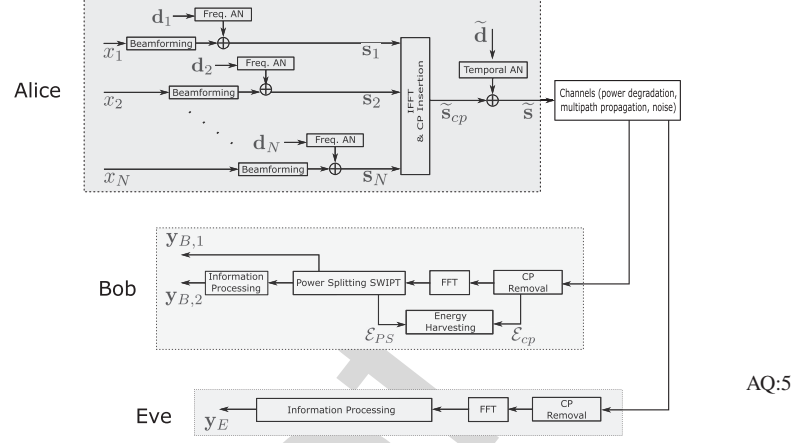 Alice
d1 Freq. AN
x1 Beamforming s1
d2 Freq. AN
x2 Beamforming s2
dN Freq. AN
xN Beamforming sN
IFFT
& CP Insertion
s̃cp
d̃
Temporal AN
s̃
Channels (power degradation,
multipath propagation, noise)
Bob
yB,1
yB,2
Information
Processing
Power Splitting SWIPT
FFT
CP
Removal
Energy
Harvesting
ℰPS
ℰcp
AQ:5
Eve
yE
Information Processing
FFT
CP
Removal